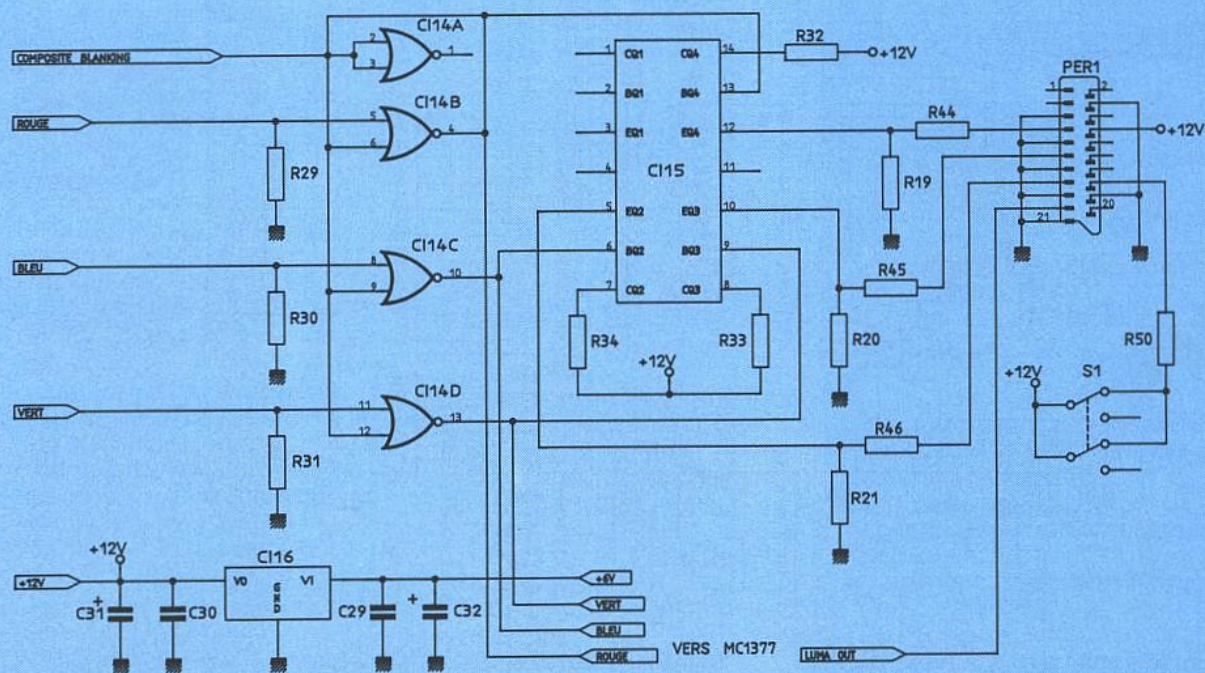 CI14A
COMPOSITE BLANKING
2
3
1
CI14B
ROUGE
5
6
4
R29
CI14C
BLEU
8
9
10
R30
CI14D
VERT
11
12
13
R31
1
CQ1
CQ4
14
R32
+12V
2
BQ1
BQ4
13
3
EQ1
EQ4
12
4
CI15
11
5
EQ2
EQ3
10
6
BQ2
BQ3
9
7
CQ2
CQ3
8
R34
+12V
R33
R44
R19
R45
R20
R46
R21
PER1
1
2
+12V
21
20
R50
+12V
S1
+12V
+12V
C31
+
C30
CI16
VO
GND
VI
C29
+
C32
+6V
VERT
BLEU
ROUGE
VERS MC1377
LUMA OUT